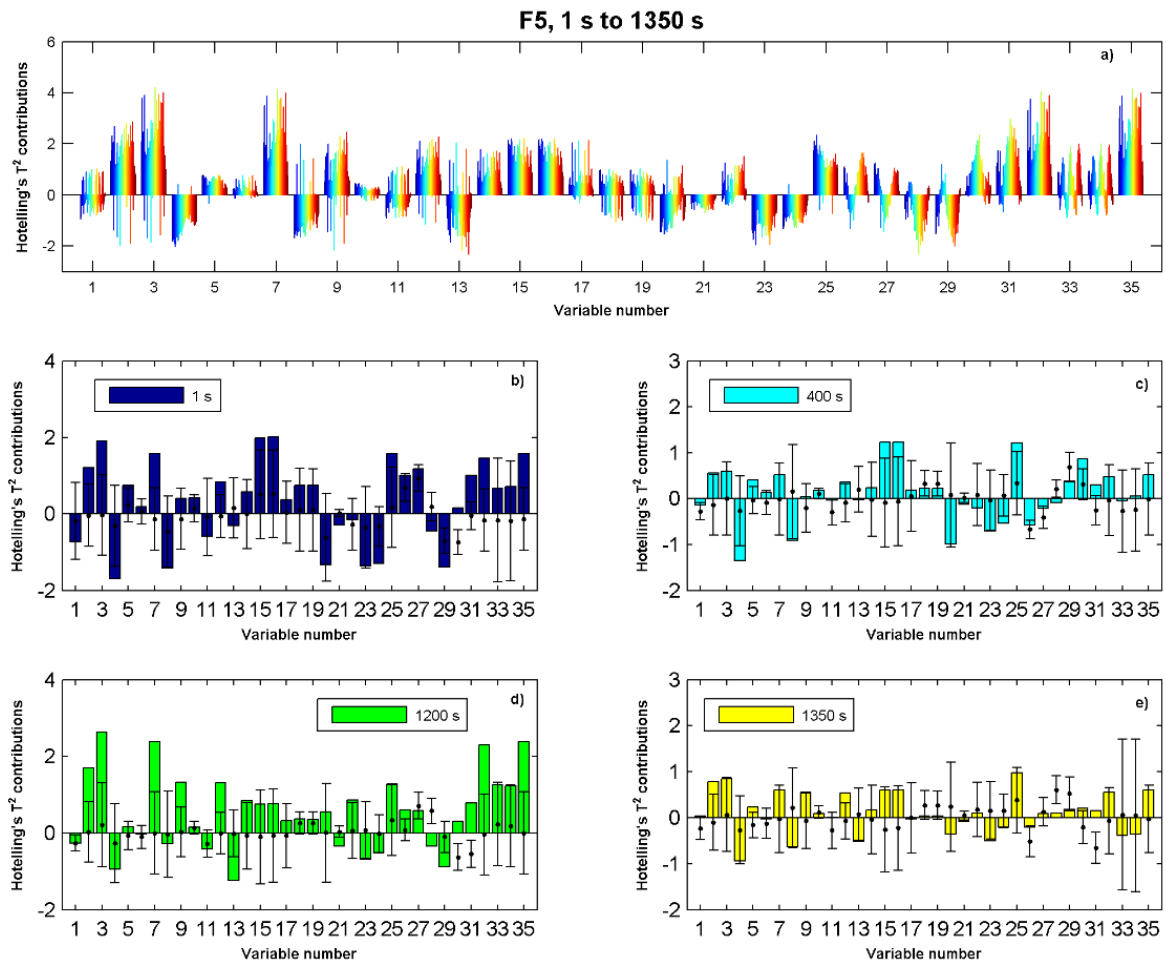 F5, 1 s to 1350 s
a)
Hotelling's T² contributions
6
4
2
0
-2
1 3 5 7 9 11 13 15 17 19 21 23 25 27 29 31 33 35
Variable number
b)
1 s
Hotelling's T² contributions
4
2
0
-2
1 3 5 7 9 11 13 15 17 19 21 23 25 27 29 31 33 35
Variable number
c)
400 s
Hotelling's T² contributions
3
2
1
0
-1
-2
1 3 5 7 9 11 13 15 17 19 21 23 25 27 29 31 33 35
Variable number
d)
1200 s
Hotelling's T² contributions
4
2
0
-2
1 3 5 7 9 11 13 15 17 19 21 23 25 27 29 31 33 35
Variable number
e)
1350 s
Hotelling's T² contributions
3
2
1
0
-1
-2
1 3 5 7 9 11 13 15 17 19 21 23 25 27 29 31 33 35
Variable number